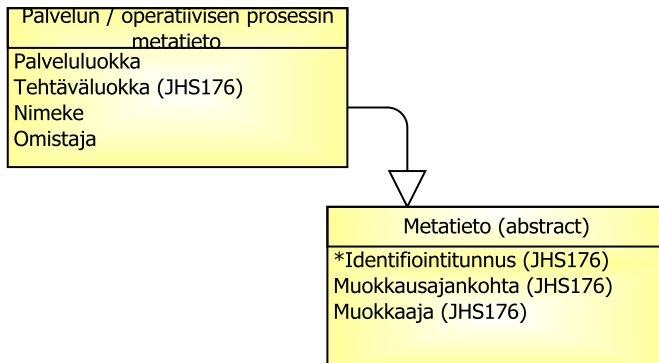 Palvelun / operatiivisen prosessin
metatieto
Palveluluokka
Tehtäväluokka (JHS176)
Nimeke
Omistaja
Metatieto (abstract)
*Identifiointitunnus (JHS176)
Muokkausajankohta (JHS176)
Muokkaaja (JHS176)